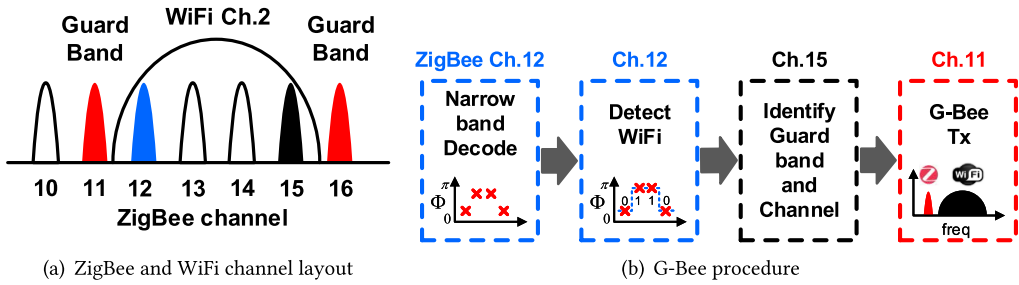 Guard
Band
WiFi Ch.2
Guard
Band
10 11 12 13 14 15 16
ZigBee channel
(a) ZigBee and WiFi channel layout
ZigBee Ch.12
Narrow
band
Decode
π
Φ
0
Ch.12
Detect
WiFi
π
Φ
0
0 1 1 0
Ch.15
Identify
Guard
band
and
Channel
Ch.11
G-Bee
Tx
WiFi
freq
(b) G-Bee procedure